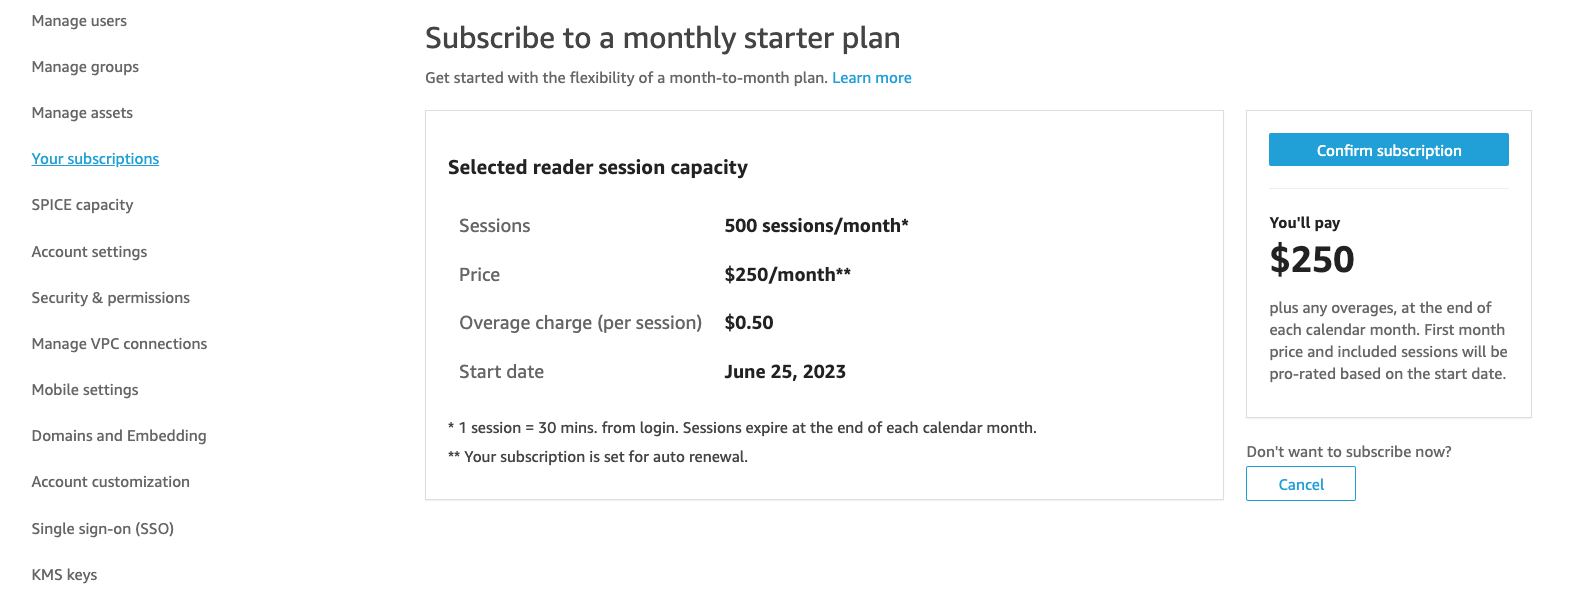 Manage users
Manage groups
Manage assets
Your subscriptions
SPICE capacity
Account settings
Security & permissions
Manage VPC connections
Mobile settings
Domains and Embedding
Account customization
Single sign-on (SSO)
KMS keys
Subscribe to a monthly starter plan
Get started with the flexibility of a month-to-month plan. Learn more
Selected reader session capacity
Sessions 500 sessions/month*
Price $250/month**
Overage charge (per session) $0.50
Start date June 25, 2023
* 1 session = 30 mins. from login. Sessions expire at the end of each calendar month.
** Your subscription is set for auto renewal.
Confirm subscription
You'll pay
$250
plus any overages, at the end of
each calendar month. First month
price and included sessions will be
pro-rated based on the start date.
Don't want to subscribe now?
Cancel